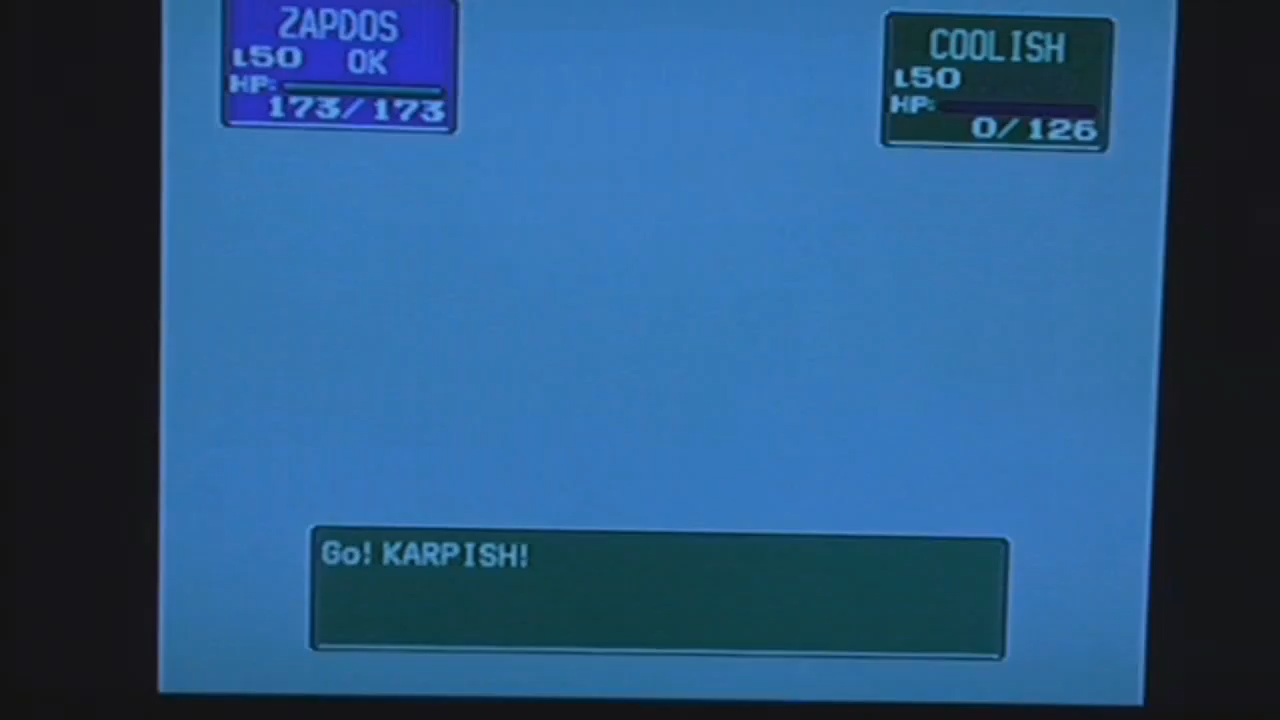 ZAPDOS
L50 OK
HP:
173/173
COOLISH
L50
HP:
0/126
Go! KARPISH!